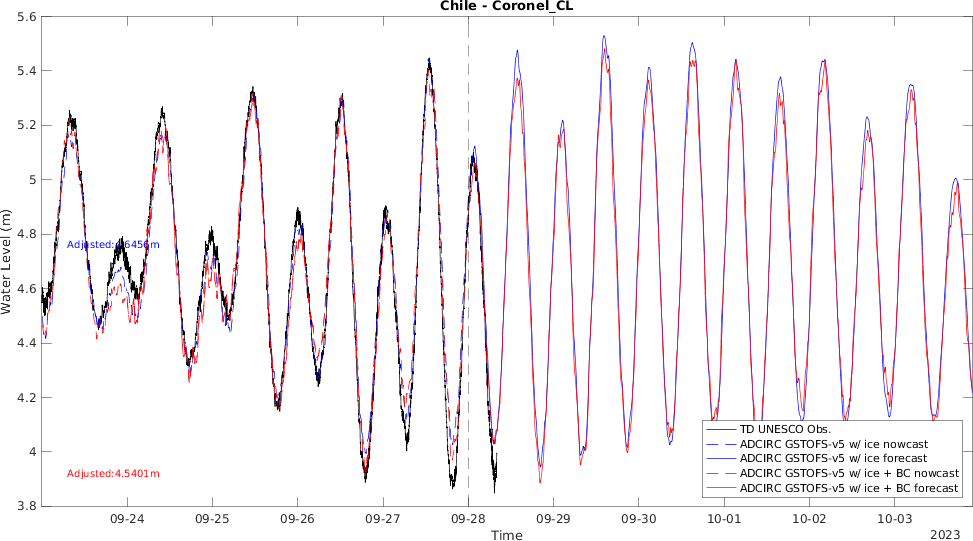 Chile - Coronel_CL
5.6
5.4
5.2
5
4.8
4.6
4.4
4.2
4
3.8
Water Level (m)
Adjusted:4.6456m
Adjusted:4.5401m
TD UNESCO Obs.
ADCIRC GSTOFS-v5 w/ ice nowcast
ADCIRC GSTOFS-v5 w/ ice forecast
ADCIRC GSTOFS-v5 w/ ice + BC nowcast
ADCIRC GSTOFS-v5 w/ ice + BC forecast
09-24 09-25 09-26 09-27 09-28 09-29 09-30 10-01 10-02 10-03
Time
2023